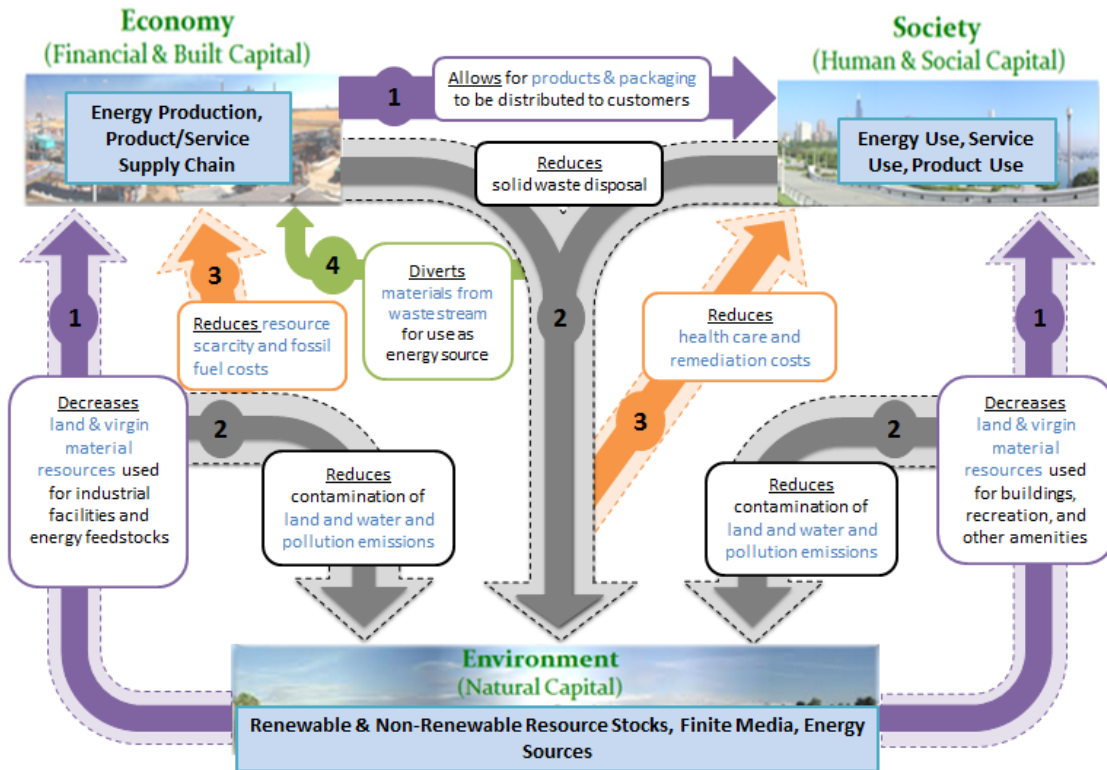 Economy
(Financial & Built Capital)
Energy Production,
Product/Service
Supply Chain
1
Allows for products & packaging
to be distributed to customers
Society
(Human & Social Capital)
Energy Use, Service
Use, Product Use
Reduces
solid waste disposal
1
3
Reduces resource
scarcity and fossil
fuel costs
4
Diverts
materials from
waste stream
for use as
energy source
2
Reduces
health care and
remediation costs
3
1
Decreases
land & virgin
material
resources used
for industrial
facilities and
energy feedstocks
2
Reduces
contamination of
land and water and
pollution emissions
2
Reduces
contamination of
land and water and
pollution emissions
Decreases
land & virgin
material
resources used
for buildings,
recreation, and
other amenities
Environment
(Natural Capital)
Renewable & Non-Renewable Resource Stocks, Finite Media, Energy
Sources